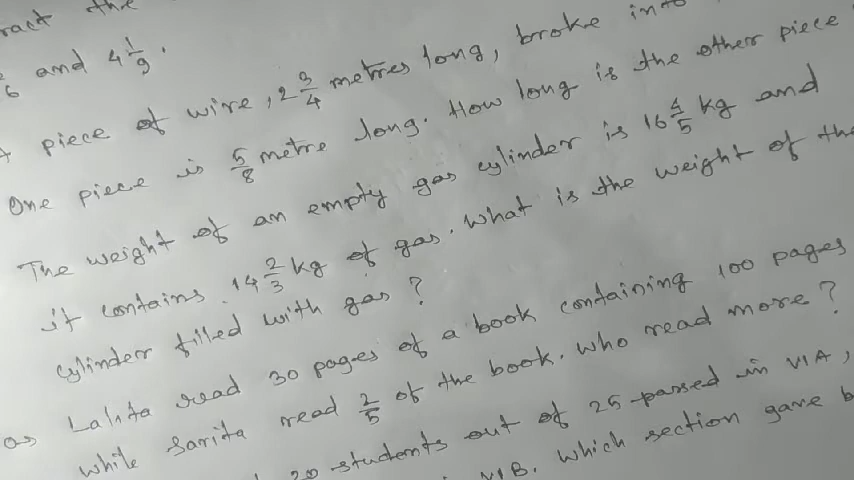 ract the
6 and 4 1/9.
piece of wire, 2 3/4 metres long, broke into
One piece is 5/8 metre long. How long is the other piece
The weight of an empty gas cylinder is 16 4/5 kg and
it contains 14 2/3 kg of gas. What is the weight of the
cylinder filled with gas?
as Lalita read 30 pages of a book containing 100 pages
while Sarita read 2/5 of the book. Who read more?
20 students out of 25 passed in VIA,
VIB. Which section gave b